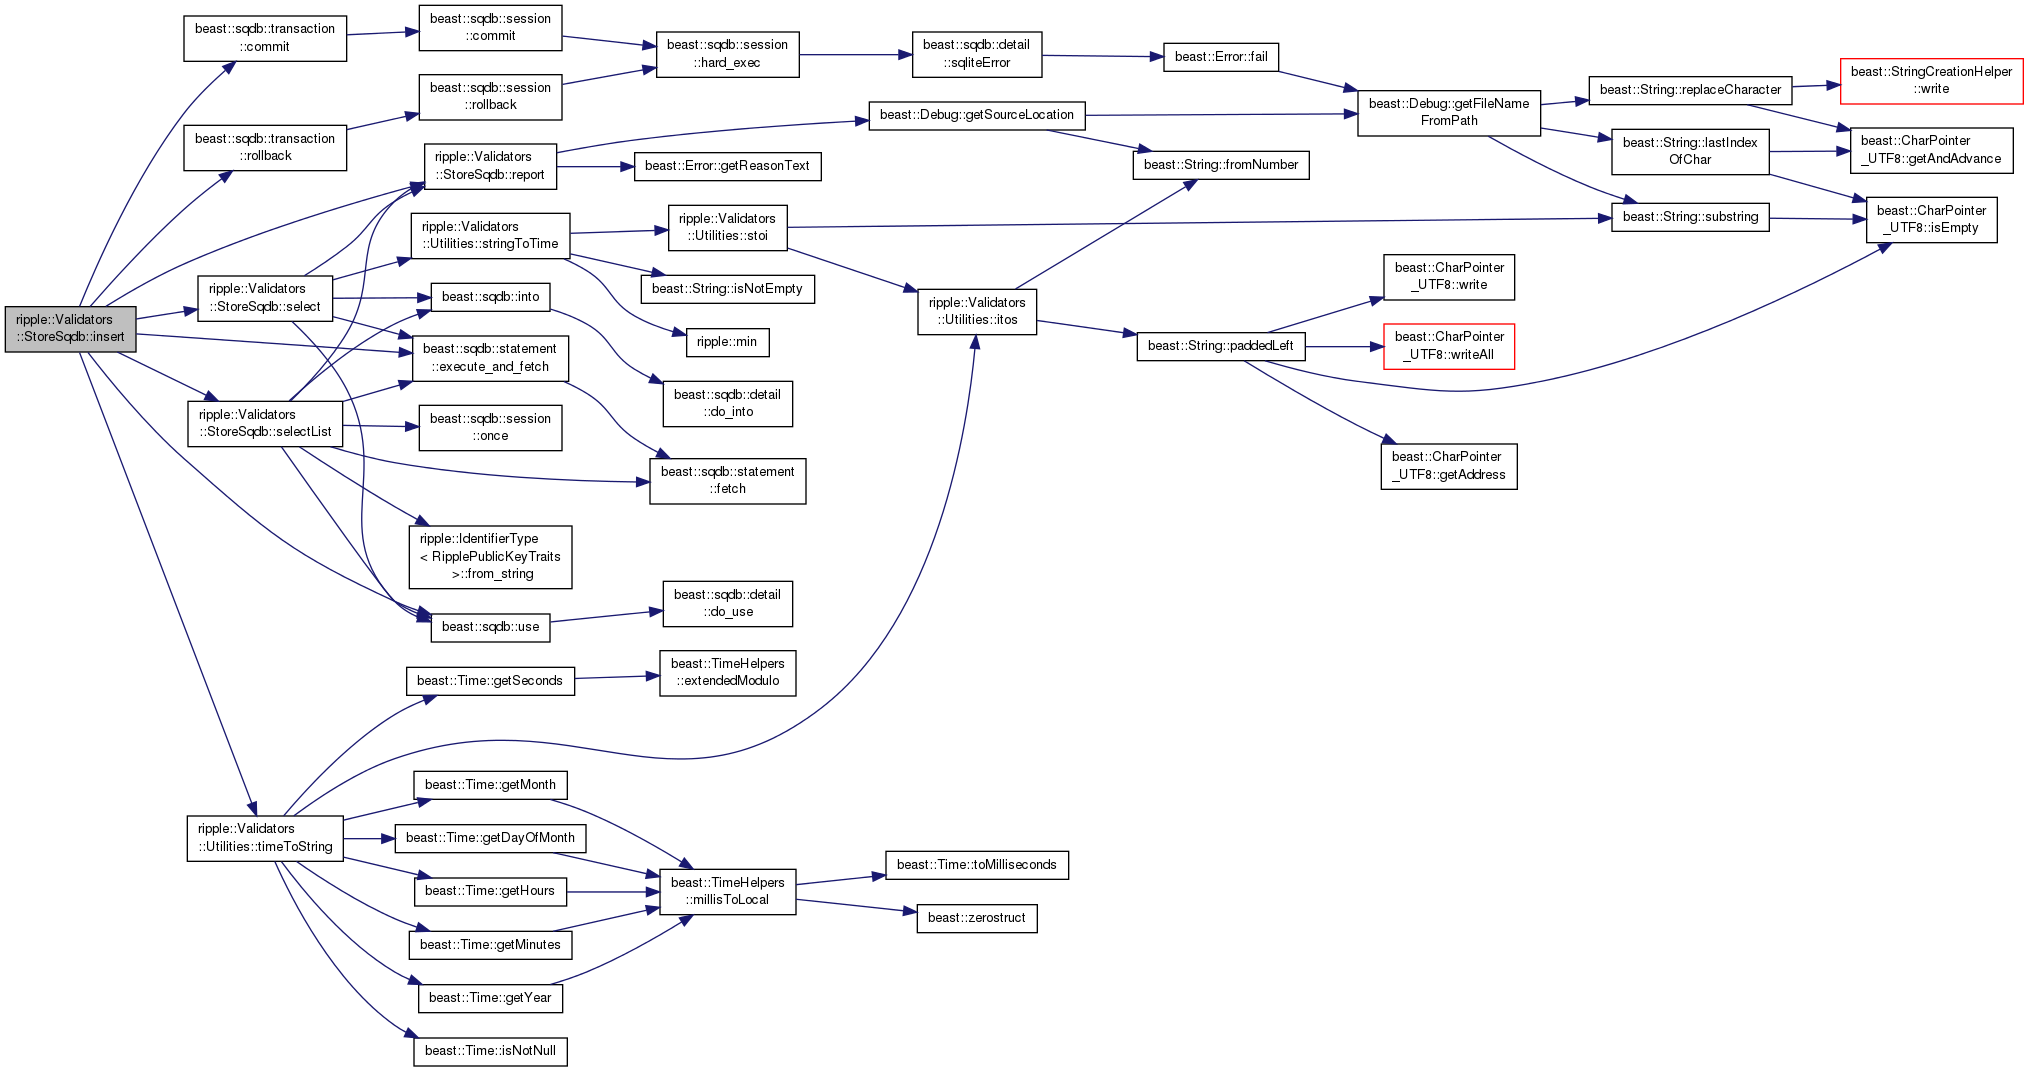 ripple::Validators
::StoreSqdb::insert
beast::sqdb::transaction
::commit
beast::sqdb::transaction
::rollback
ripple::Validators
::StoreSqdb::select
ripple::Validators
::StoreSqdb::selectList
ripple::Validators
::Utilities::timeToString
beast::sqdb::session
::commit
beast::sqdb::session
::rollback
ripple::Validators
::StoreSqdb::report
ripple::Validators
::Utilities::stringToTime
beast::sqdb::into
beast::sqdb::statement
::execute_and_fetch
beast::sqdb::session
::once
ripple::IdentifierType
< RipplePublicKeyTraits
>::from_string
beast::sqdb::use
beast::Time::getSeconds
beast::Time::getMonth
beast::Time::getDayOfMonth
beast::Time::getHours
beast::Time::getMinutes
beast::Time::getYear
beast::Time::isNotNull
beast::sqdb::session
::hard_exec
beast::Error::getReasonText
ripple::Validators
::Utilities::stoi
beast::String::isNotEmpty
ripple::min
beast::sqdb::detail
::do_into
beast::sqdb::statement
::fetch
beast::sqdb::detail
::do_use
beast::TimeHelpers
::extendedModulo
beast::TimeHelpers
::millisToLocal
beast::sqdb::detail
::sqliteError
beast::Debug::getSourceLocation
ripple::Validators
::Utilities::itos
beast::Time::toMilliseconds
beast::zerostruct
beast::Error::fail
beast::String::fromNumber
beast::String::paddedLeft
beast::Debug::getFileName
FromPath
beast::CharPointer
_UTF8::write
beast::CharPointer
_UTF8::writeAll
beast::CharPointer
_UTF8::getAddress
beast::String::replaceCharacter
beast::String::lastIndex
OfChar
beast::String::substring
beast::StringCreationHelper
::write
beast::CharPointer
_UTF8::getAndAdvance
beast::CharPointer
_UTF8::isEmpty